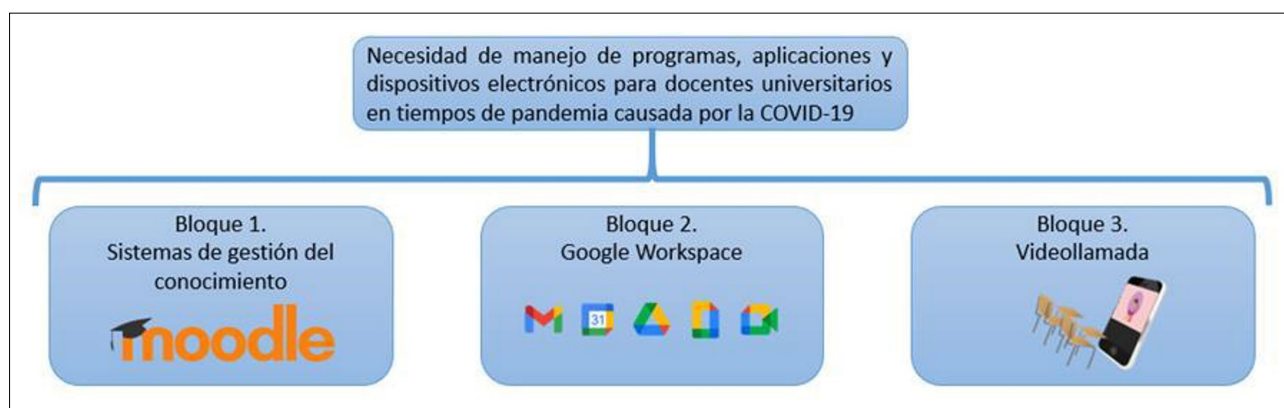 Necesidad de manejo de programas, aplicaciones y
dispositivos electrónicos para docentes universitarios
en tiempos de pandemia causada por la COVID-19
Bloque 1.
Sistemas de gestión del
conocimiento
moodle
Bloque 2.
Google Workspace
31
Bloque 3.
Videollamada